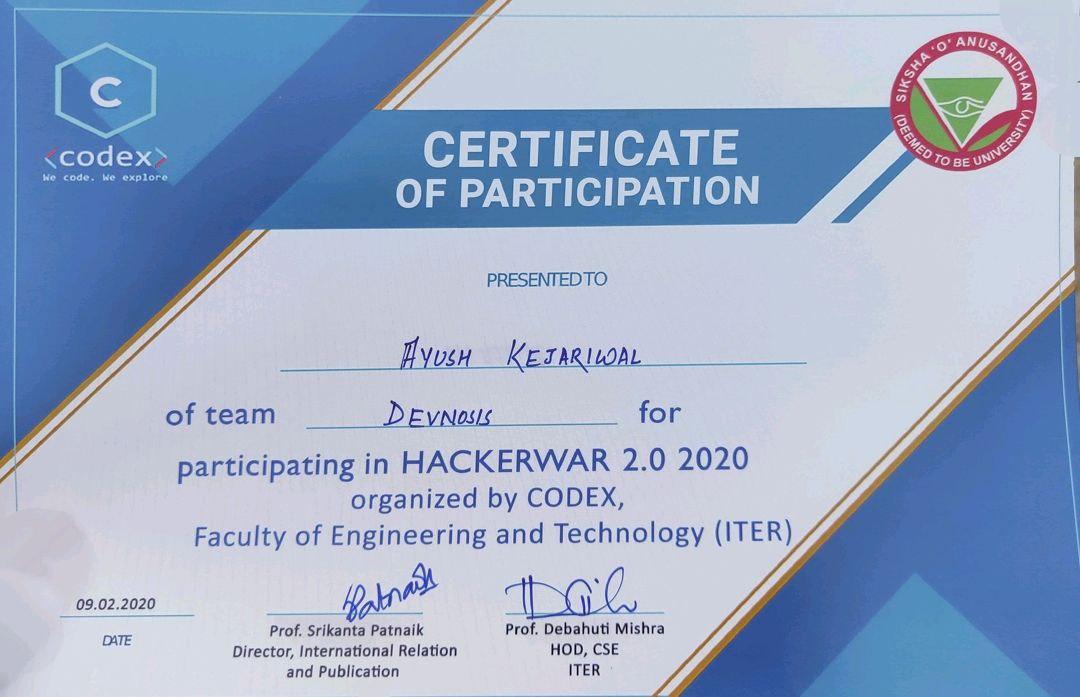 C
<codex>
We code. We explore
SIKSHA 'O' ANUSANDHAN
(DEEMED TO BE UNIVERSITY)
CERTIFICATE
OF PARTICIPATION
PRESENTED TO
AYUSH KEJARIWAL
of team DEVNOSIS for
participating in HACKERWAR 2.0 2020
organized by CODEX,
Faculty of Engineering and Technology (ITER)
09.02.2020
DATE
SPatnaik
Prof. Srikanta Patnaik
Director, International Relation
and Publication
Prof. Debahuti Mishra
HOD, CSE
ITER